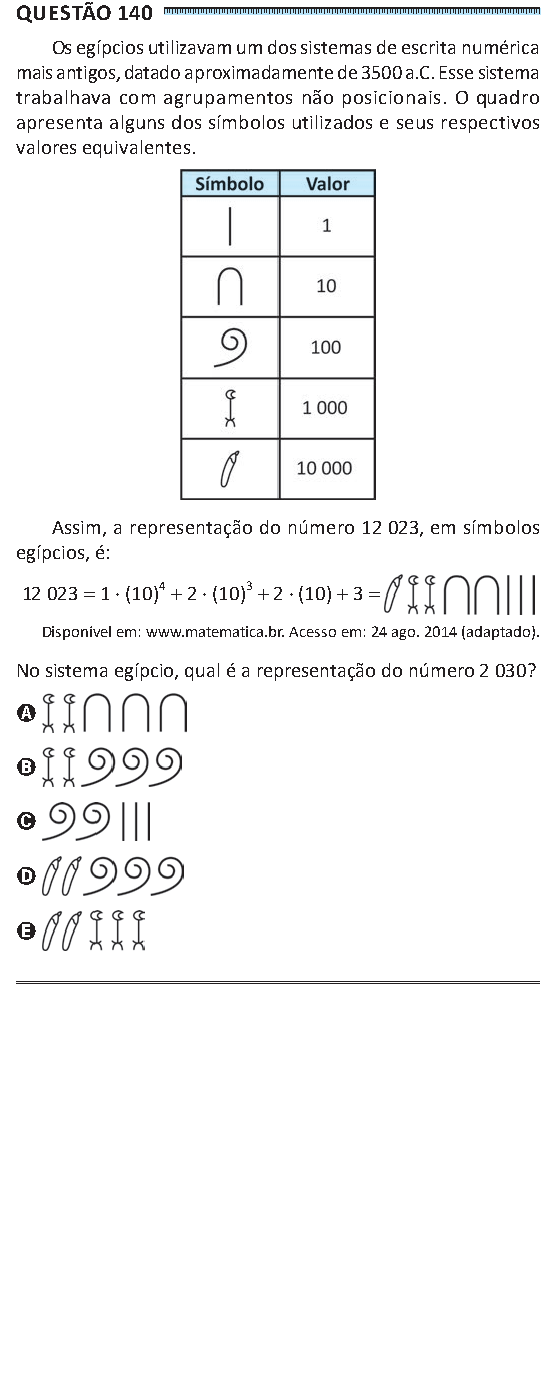 QUESTÃO 140
Os egípcios utilizavam um dos sistemas de escrita numérica
mais antigos, datado aproximadamente de 3500 a.C. Esse sistema
trabalhava com agrupamentos não posicionais. O quadro
apresenta alguns dos símbolos utilizados e seus respectivos
valores equivalentes.
Símbolo Valor
1
10
100
1 000
10 000
Assim, a representação do número 12 023, em símbolos
egípcios, é:
12 023 = 1 · (10)⁴ + 2 · (10)³ + 2 · (10) + 3 =
Disponível em: www.matematica.br. Acesso em: 24 ago. 2014 (adaptado).
No sistema egípcio, qual é a representação do número 2 030?
A
B
C
D
E